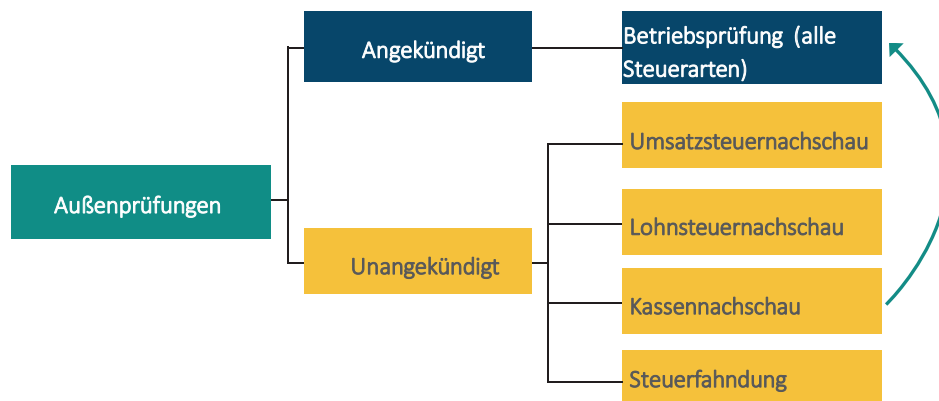 Außenprüfungen
Angekündigt
Betriebsprüfung (alle
Steuerarten)
Unangekündigt
Umsatzsteuernachschau
Lohnsteuernachschau
Kassennachschau
Steuerfahndung